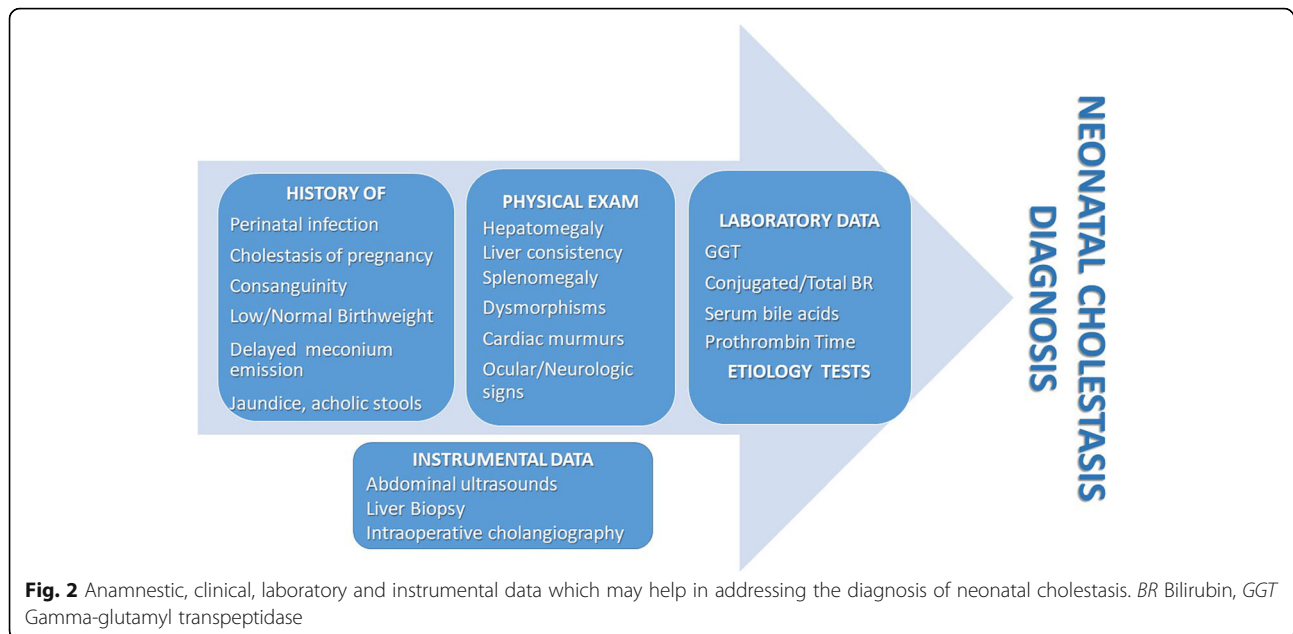 HISTORY OF
Perinatal infection
Cholestasis of pregnancy
Consanguinity
Low/Normal Birthweight
Delayed meconium
emission
Jaundice, acholic stools
PHYSICAL EXAM
Hepatomegaly
Liver consistency
Splenomegaly
Dysmorphisms
Cardiac murmurs
Ocular/Neurologic
signs
LABORATORY DATA
GGT
Conjugated/Total BR
Serum bile acids
Prothrombin Time
ETIOLOGY TESTS
INSTRUMENTAL DATA
Abdominal ultrasounds
Liver Biopsy
Intraoperative cholangiography
NEONATAL CHOLESTASIS
DIAGNOSIS
Fig. 2 Anamnestic, clinical, laboratory and instrumental data which may help in addressing the diagnosis of neonatal cholestasis. BR Bilirubin, GGT
Gamma-glutamyl transpeptidase